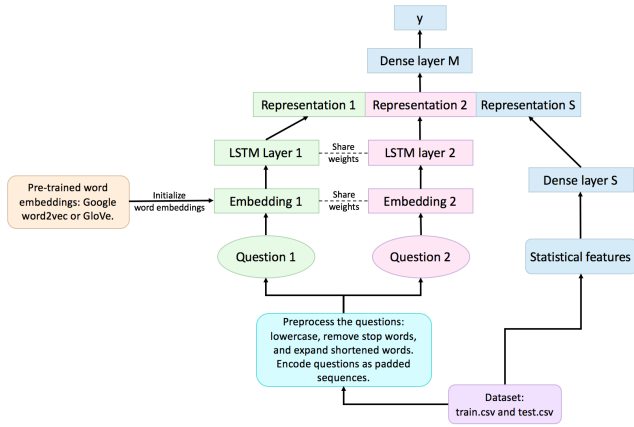 y
Dense layer M
Representation 1
Representation 2
Representation S
LSTM Layer 1
Share
weights
LSTM layer 2
Dense layer S
Pre-trained word
embeddings: Google
word2vec or GloVe.
Initialize
word embeddings
Embedding 1
Share
weights
Embedding 2
Question 1
Question 2
Statistical features
Preprocess the questions:
lowercase, remove stop words,
and expand shortened words.
Encode questions as padded
sequences.
Dataset:
train.csv and test.csv